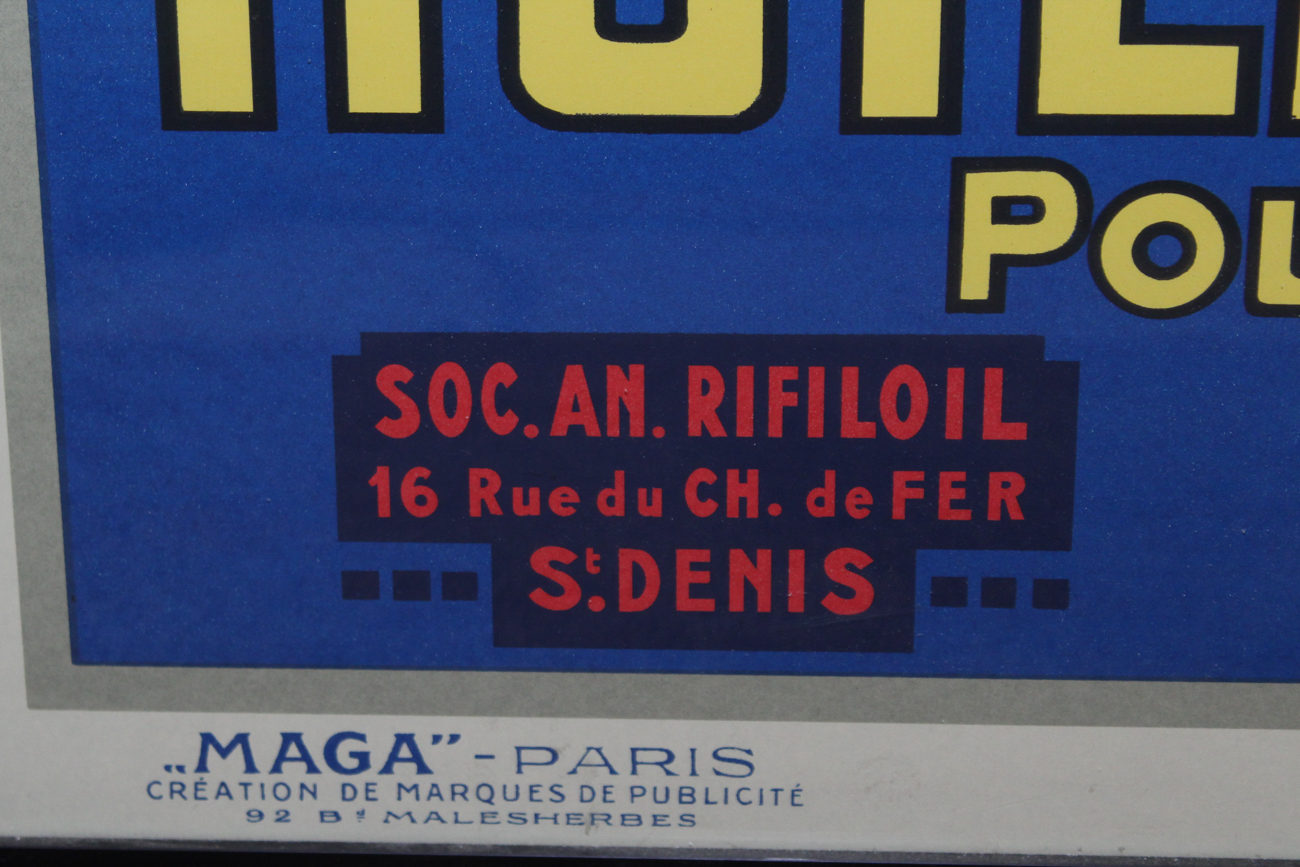 SOC. AN. RIFILOIL
16 Rue du CH. de FER
St. DENIS
„MAGA” - PARIS
CRÉATION DE MARQUES DE PUBLICITÉ
92 Bd MALESHERBES